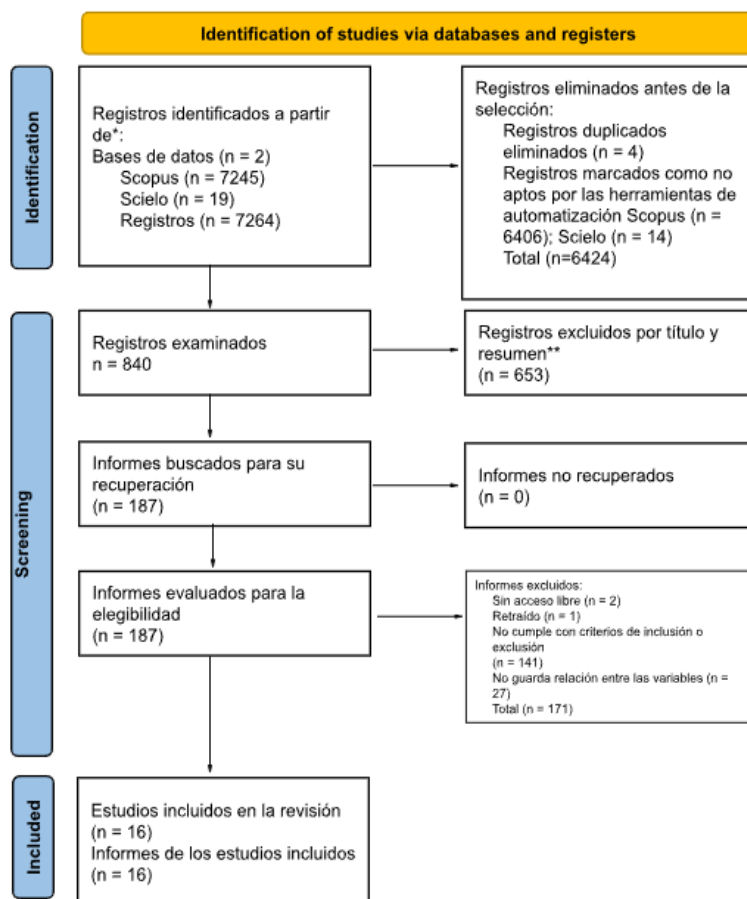 Identification of studies via databases and registers
Identification
Registros identificados a partir
de*:
Bases de datos (n = 2)
Scopus (n = 7245)
Scielo (n = 19)
Registros (n = 7264)
Registros eliminados antes de la
selección:
Registros duplicados
eliminados (n = 4)
Registros marcados como no
aptos por las herramientas de
automatización Scopus (n =
6406); Scielo (n = 14)
Total (n=6424)
Screening
Registros examinados
n = 840
Registros excluidos por título y
resumen**
(n = 653)
Informes buscados para su
recuperación
(n = 187)
Informes no recuperados
(n = 0)
Informes evaluados para la
elegibilidad
(n = 187)
Informes excluidos:
Sin acceso libre (n = 2)
Retraído (n = 1)
No cumple con criterios de inclusión o
exclusión
(n = 141)
No guarda relación entre las variables (n =
27)
Total (n = 171)
Included
Estudios incluidos en la revisión
(n = 16)
Informes de los estudios incluidos
(n = 16)